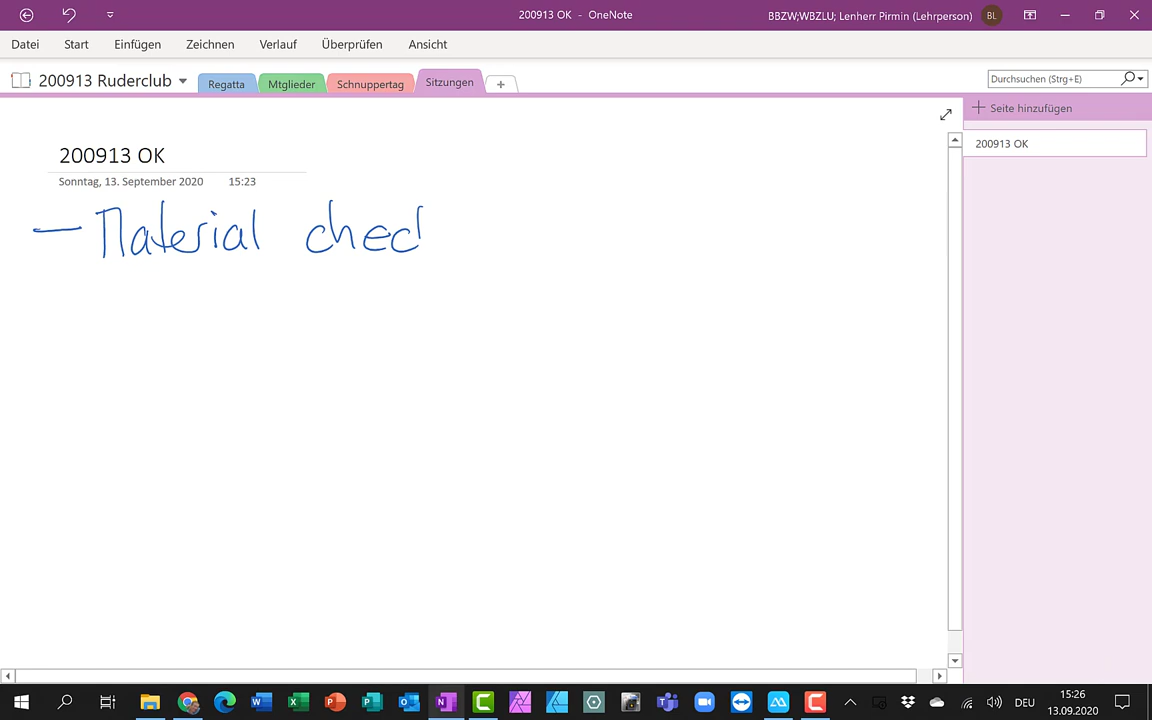 200913 OK - OneNote
BBZW;WBZLU; Lenherr Pirmin (Lehrperson)
BL
Datei Start Einfügen Zeichnen Verlauf Überprüfen Ansicht
200913 Ruderclub
Regatta
Mtglieder
Schnuppertag
Sitzungen
Durchsuchen (Strg+E)
Seite hinzufügen
200913 OK
200913 OK
Sonntag, 13. September 2020 15:23
– Material chec
DEU
15:26
13.09.2020